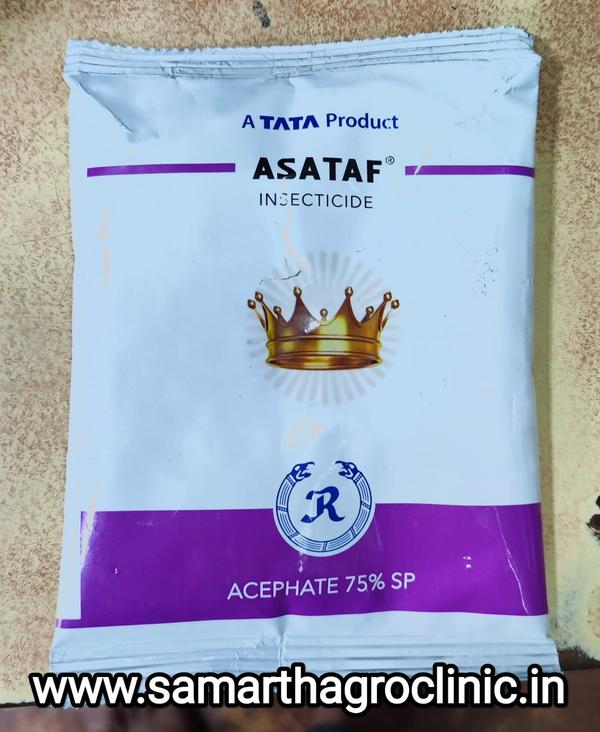 A TATA Product
ASATAF®
INSECTICIDE
R
ACEPHATE 75% SP
www.samarthagroclinic.in